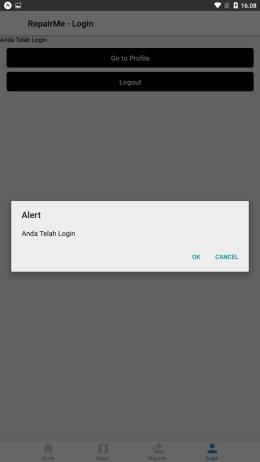 16.08
RepairMe - Login
Anda Telah Login
Go to Profile
Logout
Alert
Anda Telah Login
OK CANCEL
Home Maps Register Login